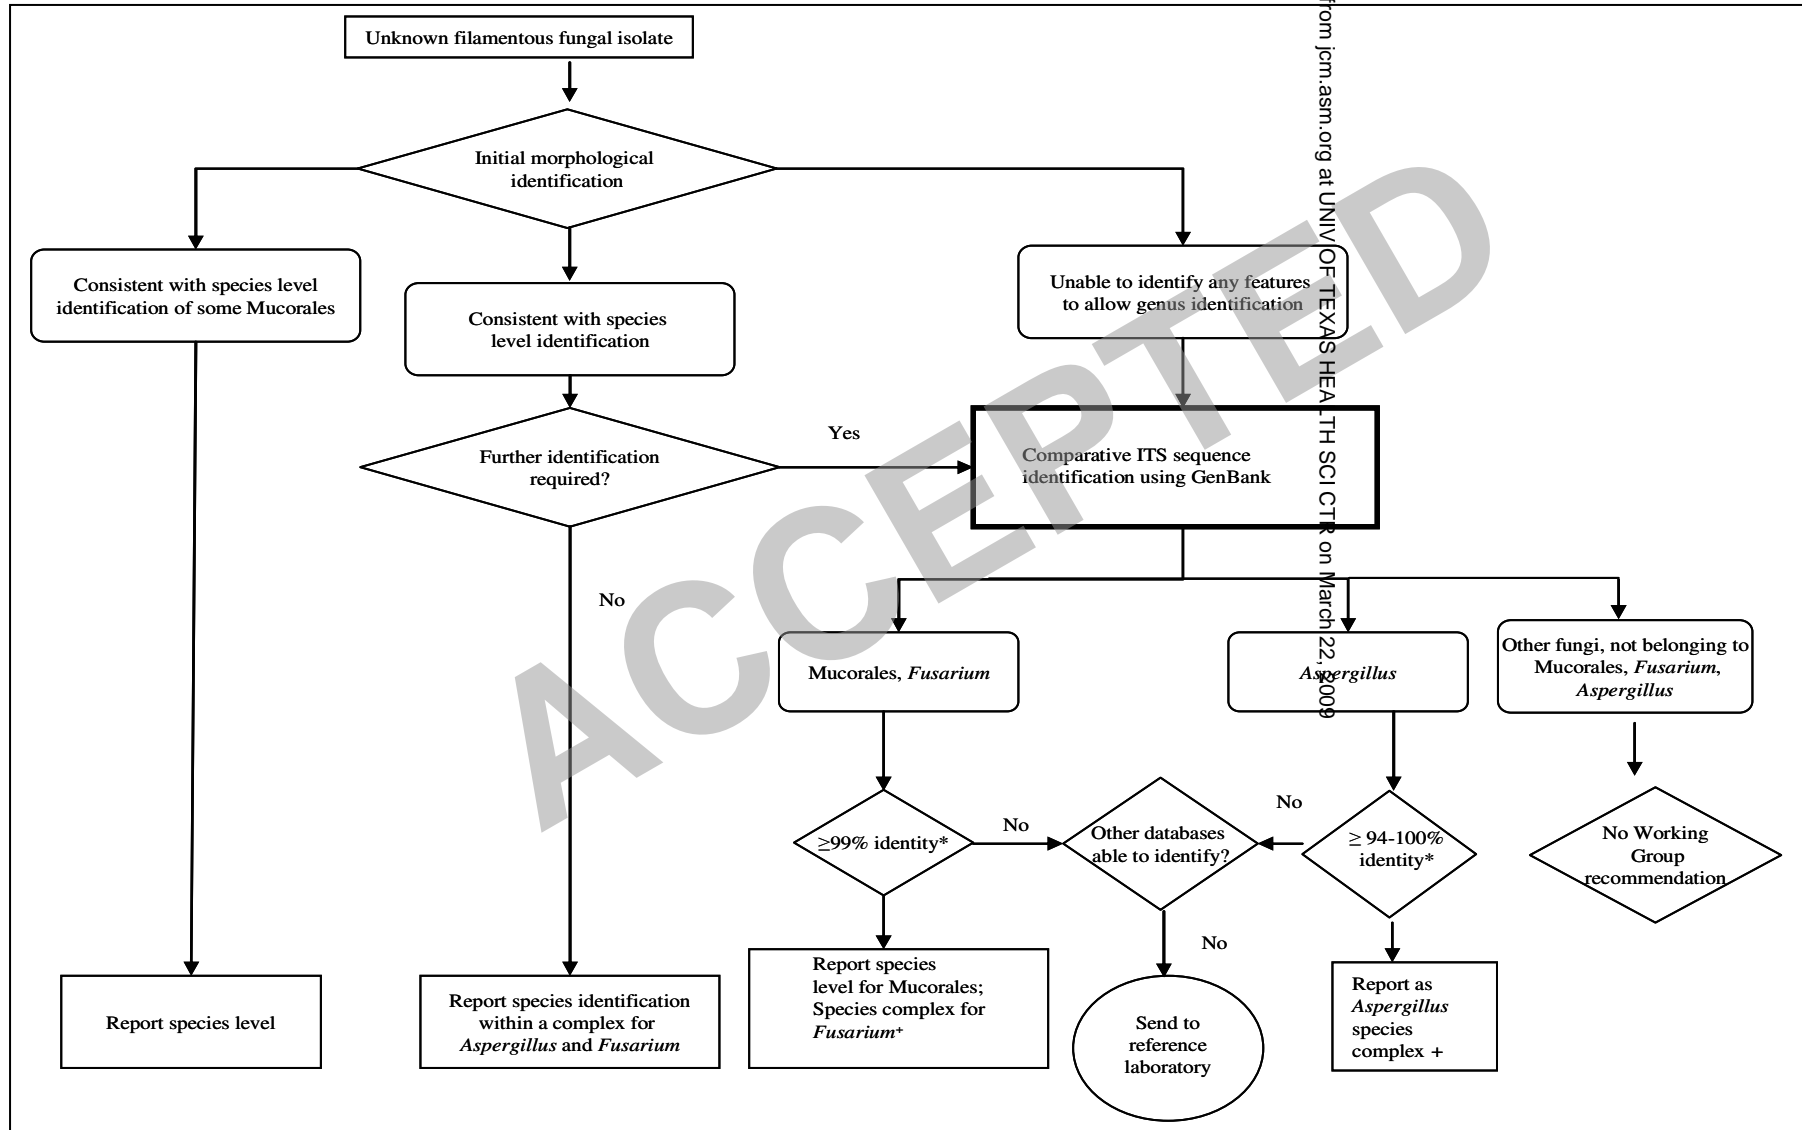 Unknown filamentous fungal isolate
Initial morphological
identification
Consistent with species level
identification of some Mucorales
Consistent with species
level identification
Unable to identify any features
to allow genus identification
Further identification
required?
Yes
Comparative ITS sequence
identification using GenBank
No
Mucorales, Fusarium
Aspergillus
Other fungi, not belonging to
Mucorales, Fusarium,
Aspergillus
≥99% identity*
No
Other databases
able to identify?
No
≥ 94-100%
identity*
No Working
Group
recommendation
No
Report species level
Report species identification
within a complex for
Aspergillus and Fusarium
Report species
level for Mucorales;
Species complex for
Fusarium⁺
Send to
reference
laboratory
Report as
Aspergillus
species
complex +
ACCEPTED
from jcm.asm.org at UNIV OF TEXAS HEALTH SCI CTR on March 22, 2009